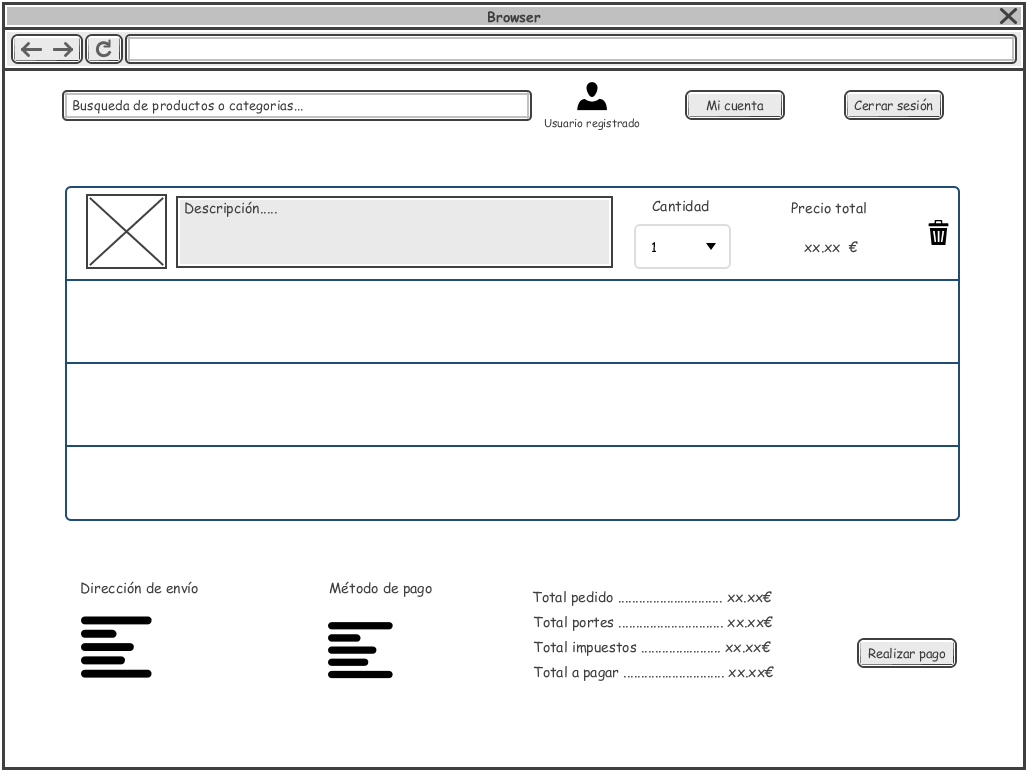 Browser
Busqueda de productos o categorias...
Usuario registrado
Mi cuenta
Cerrar sesión
Descripción.....
Cantidad
1
Precio total
xx.xx €
Dirección de envío
Método de pago
Total pedido ............................. xx.xx€
Total portes ............................. xx.xx€
Total impuestos ...................... xx.xx€
Total a pagar ............................ xx.xx€
Realizar pago